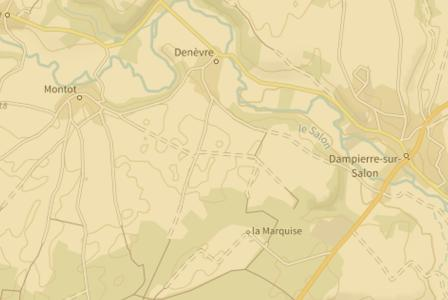 Denèvre
Montot
le Salon
Dampierre-sur-
Salon
la Marquise